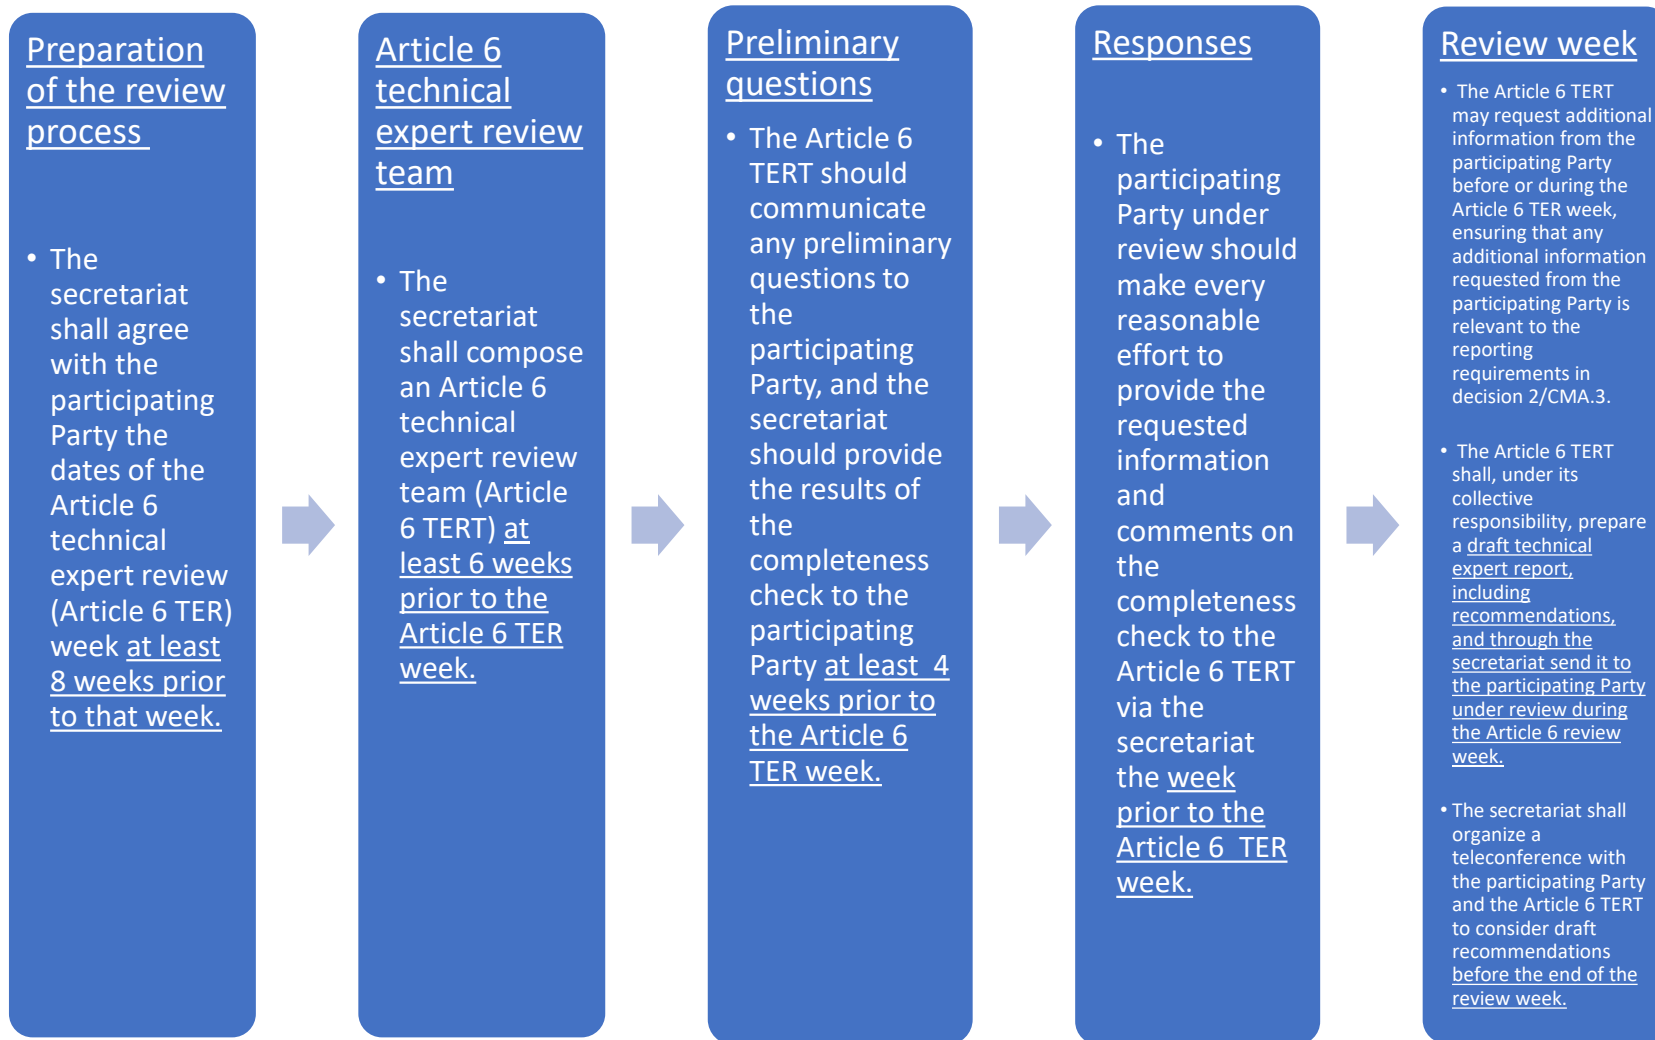 Preparation
of the review
process
• The
secretariat
shall agree
with the
participating
Party the
dates of the
Article 6
technical
expert review
(Article 6 TER)
week at least
8 weeks prior
to that week.
Article 6
technical
expert review
team
• The
secretariat
shall compose
an Article 6
technical
expert review
team (Article
6 TERT) at
least 6 weeks
prior to the
Article 6 TER
week.
Preliminary
questions
• The Article 6
TERT should
communicate
any preliminary
questions to
the
participating
Party, and the
secretariat
should provide
the results of
the
completeness
check to the
participating
Party at least 4
weeks prior to
the Article 6
TER week.
Responses
• The
participating
Party under
review should
make every
reasonable
effort to
provide the
requested
information
and
comments on
the
completeness
check to the
Article 6 TERT
via the
secretariat
the week
prior to the
Article 6 TER
week.
Review week
• The Article 6 TERT
may request additional
information from the
participating Party
before or during the
Article 6 TER week,
ensuring that any
additional information
requested from the
participating Party is
relevant to the
reporting
requirements in
decision 2/CMA.3.
• The Article 6 TERT
shall, under its
collective
responsibility, prepare
a draft technical
expert report,
including
recommendations,
and through the
secretariat send it to
the participating Party
under review during
the Article 6 review
week.
• The secretariat shall
organize a
teleconference with
the participating Party
and the Article 6 TERT
to consider draft
recommendations
before the end of the
review week.